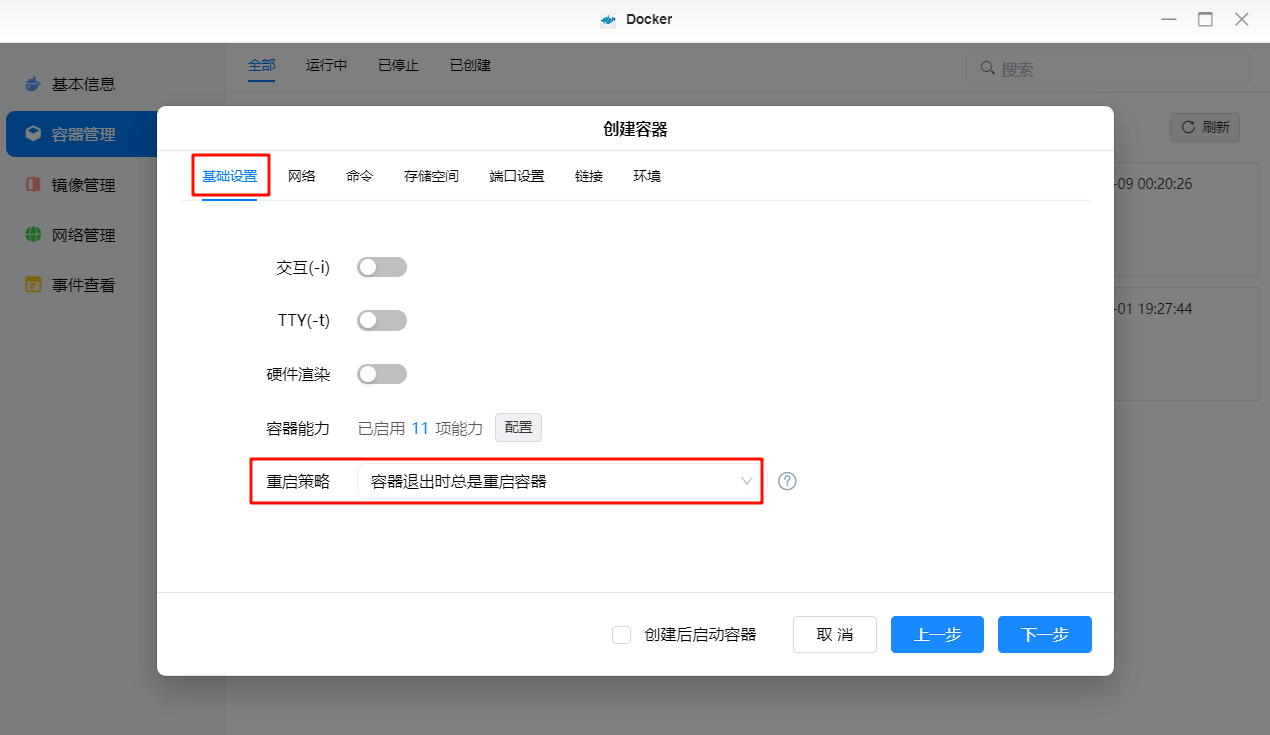 Docker
全部 运行中 已停止 已创建
搜索
基本信息
容器管理
镜像管理
网络管理
事件查看
刷新
-09 00:20:26
-01 19:27:44
创建容器
基础设置 网络 命令 存储空间 端口设置 链接 环境
交互(-i)
TTY(-t)
硬件渲染
容器能力 已启用 11 项能力 配置
重启策略 容器退出时总是重启容器 ?
创建后启动容器 取 消 上一步 下一步